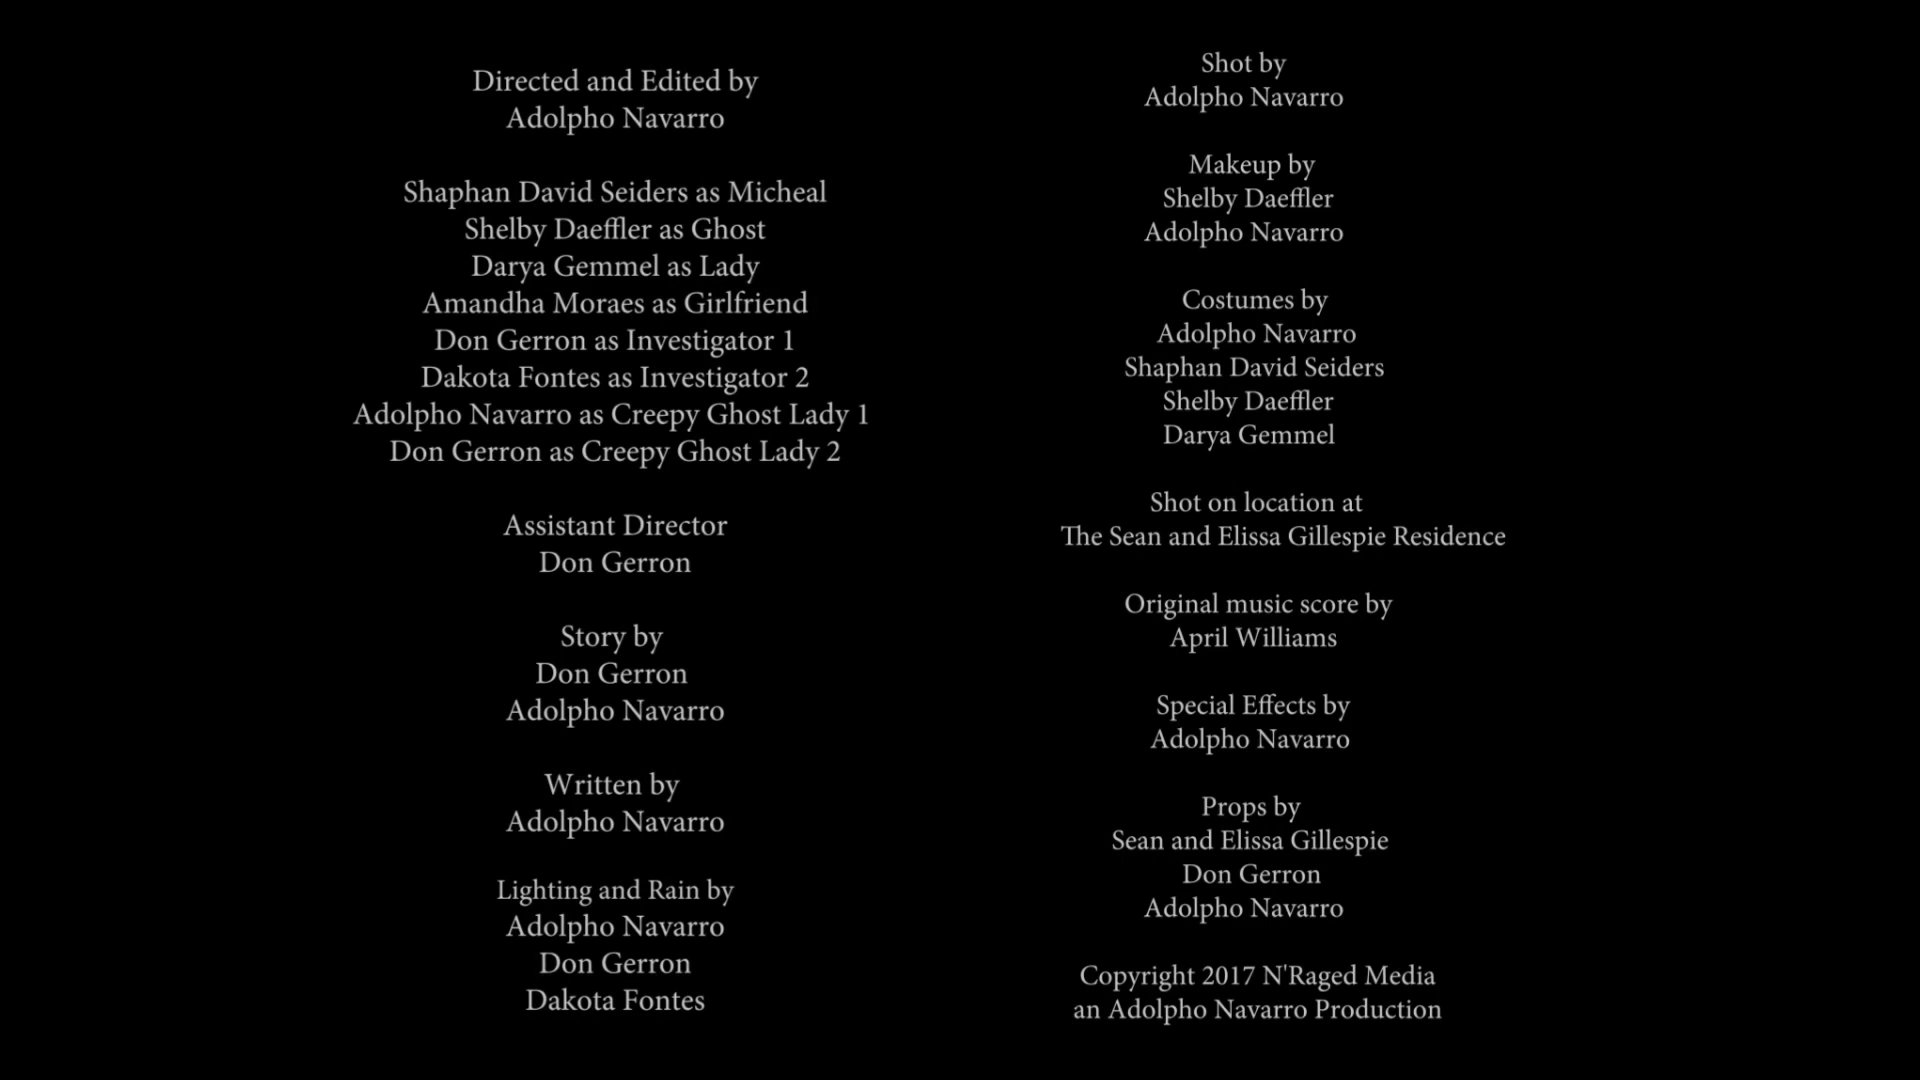 Directed and Edited by
Adolpho Navarro
Shaphan David Seiders as Micheal
Shelby Daeffler as Ghost
Darya Gemmel as Lady
Amandha Moraes as Girlfriend
Don Gerron as Investigator 1
Dakota Fontes as Investigator 2
Adolpho Navarro as Creepy Ghost Lady 1
Don Gerron as Creepy Ghost Lady 2
Assistant Director
Don Gerron
Story by
Don Gerron
Adolpho Navarro
Written by
Adolpho Navarro
Lighting and Rain by
Adolpho Navarro
Don Gerron
Dakota Fontes
Shot by
Adolpho Navarro
Makeup by
Shelby Daeffler
Adolpho Navarro
Costumes by
Adolpho Navarro
Shaphan David Seiders
Shelby Daeffler
Darya Gemmel
Shot on location at
The Sean and Elissa Gillespie Residence
Original music score by
April Williams
Special Effects by
Adolpho Navarro
Props by
Sean and Elissa Gillespie
Don Gerron
Adolpho Navarro
Copyright 2017 N'Raged Media
an Adolpho Navarro Production